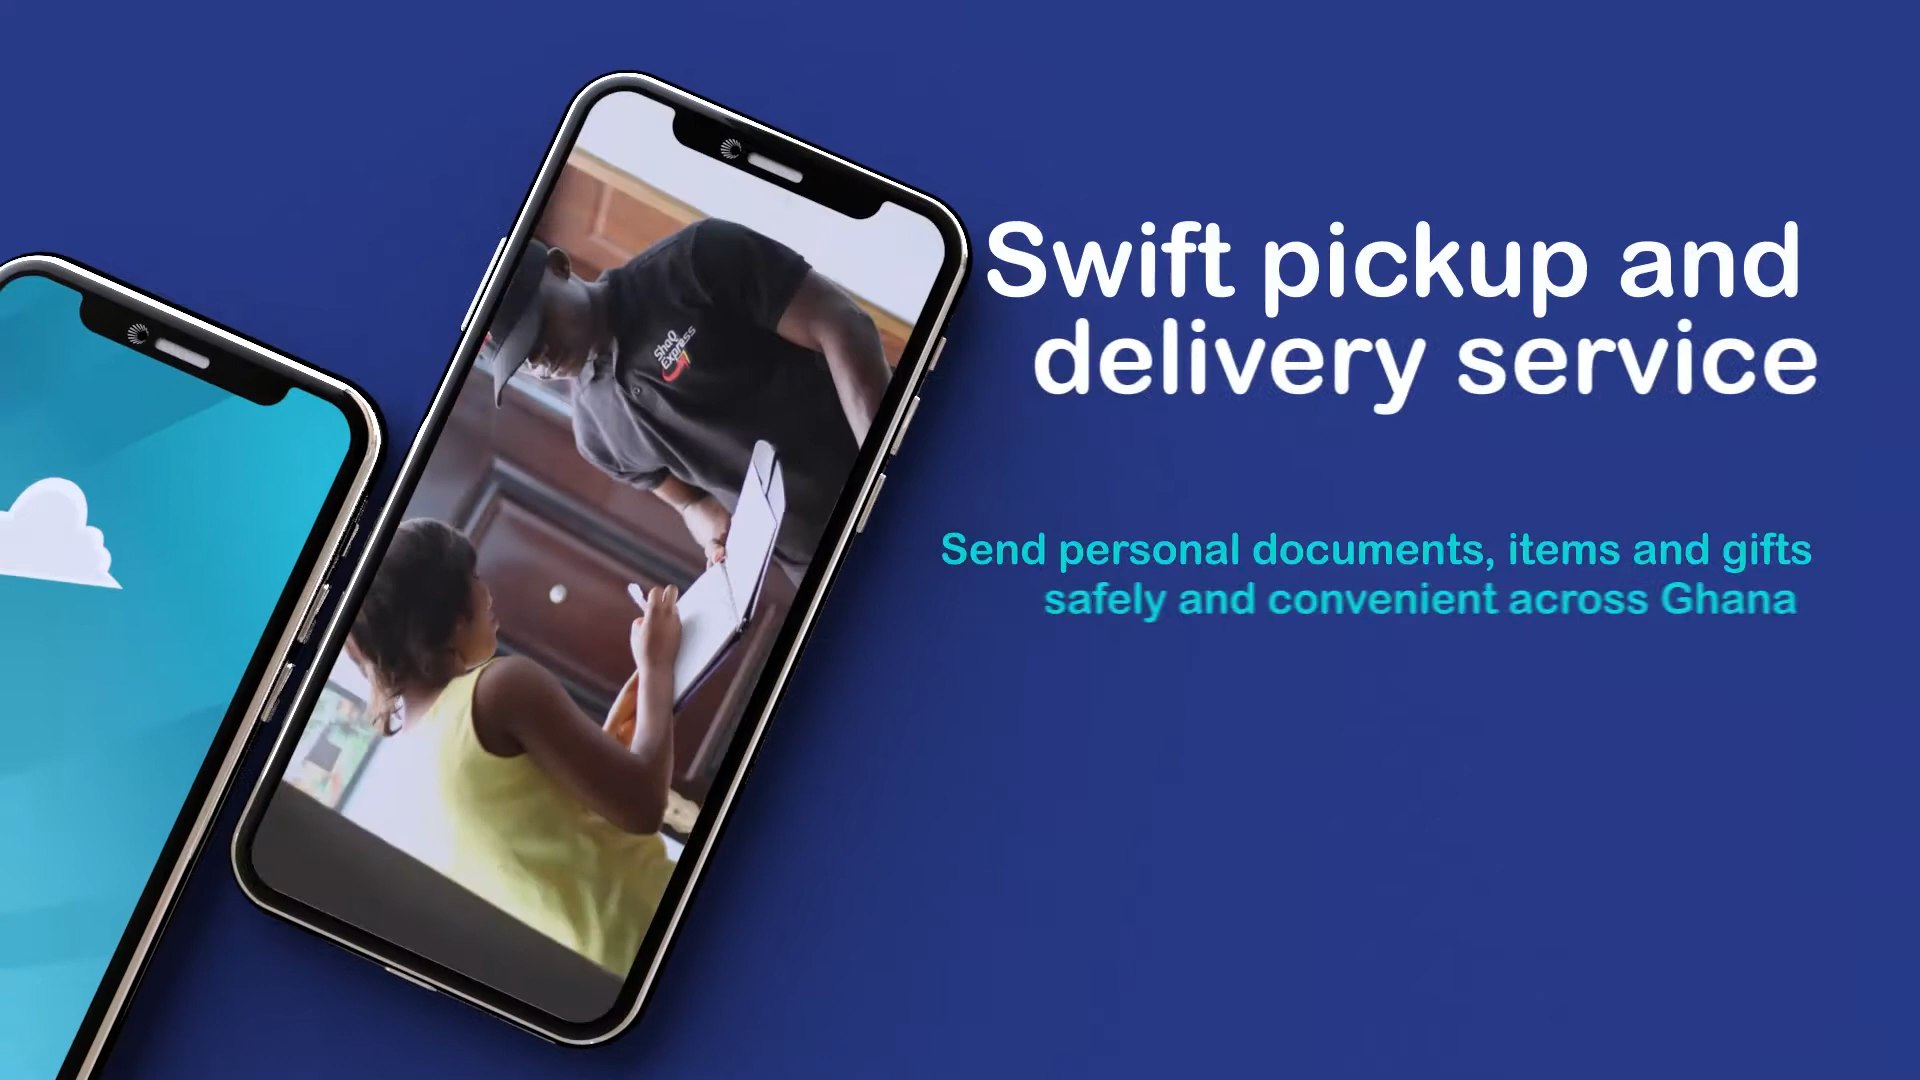 Swift pickup and
delivery service
Send personal documents, items and gifts
safely and convenient across Ghana
ShaQ
Express